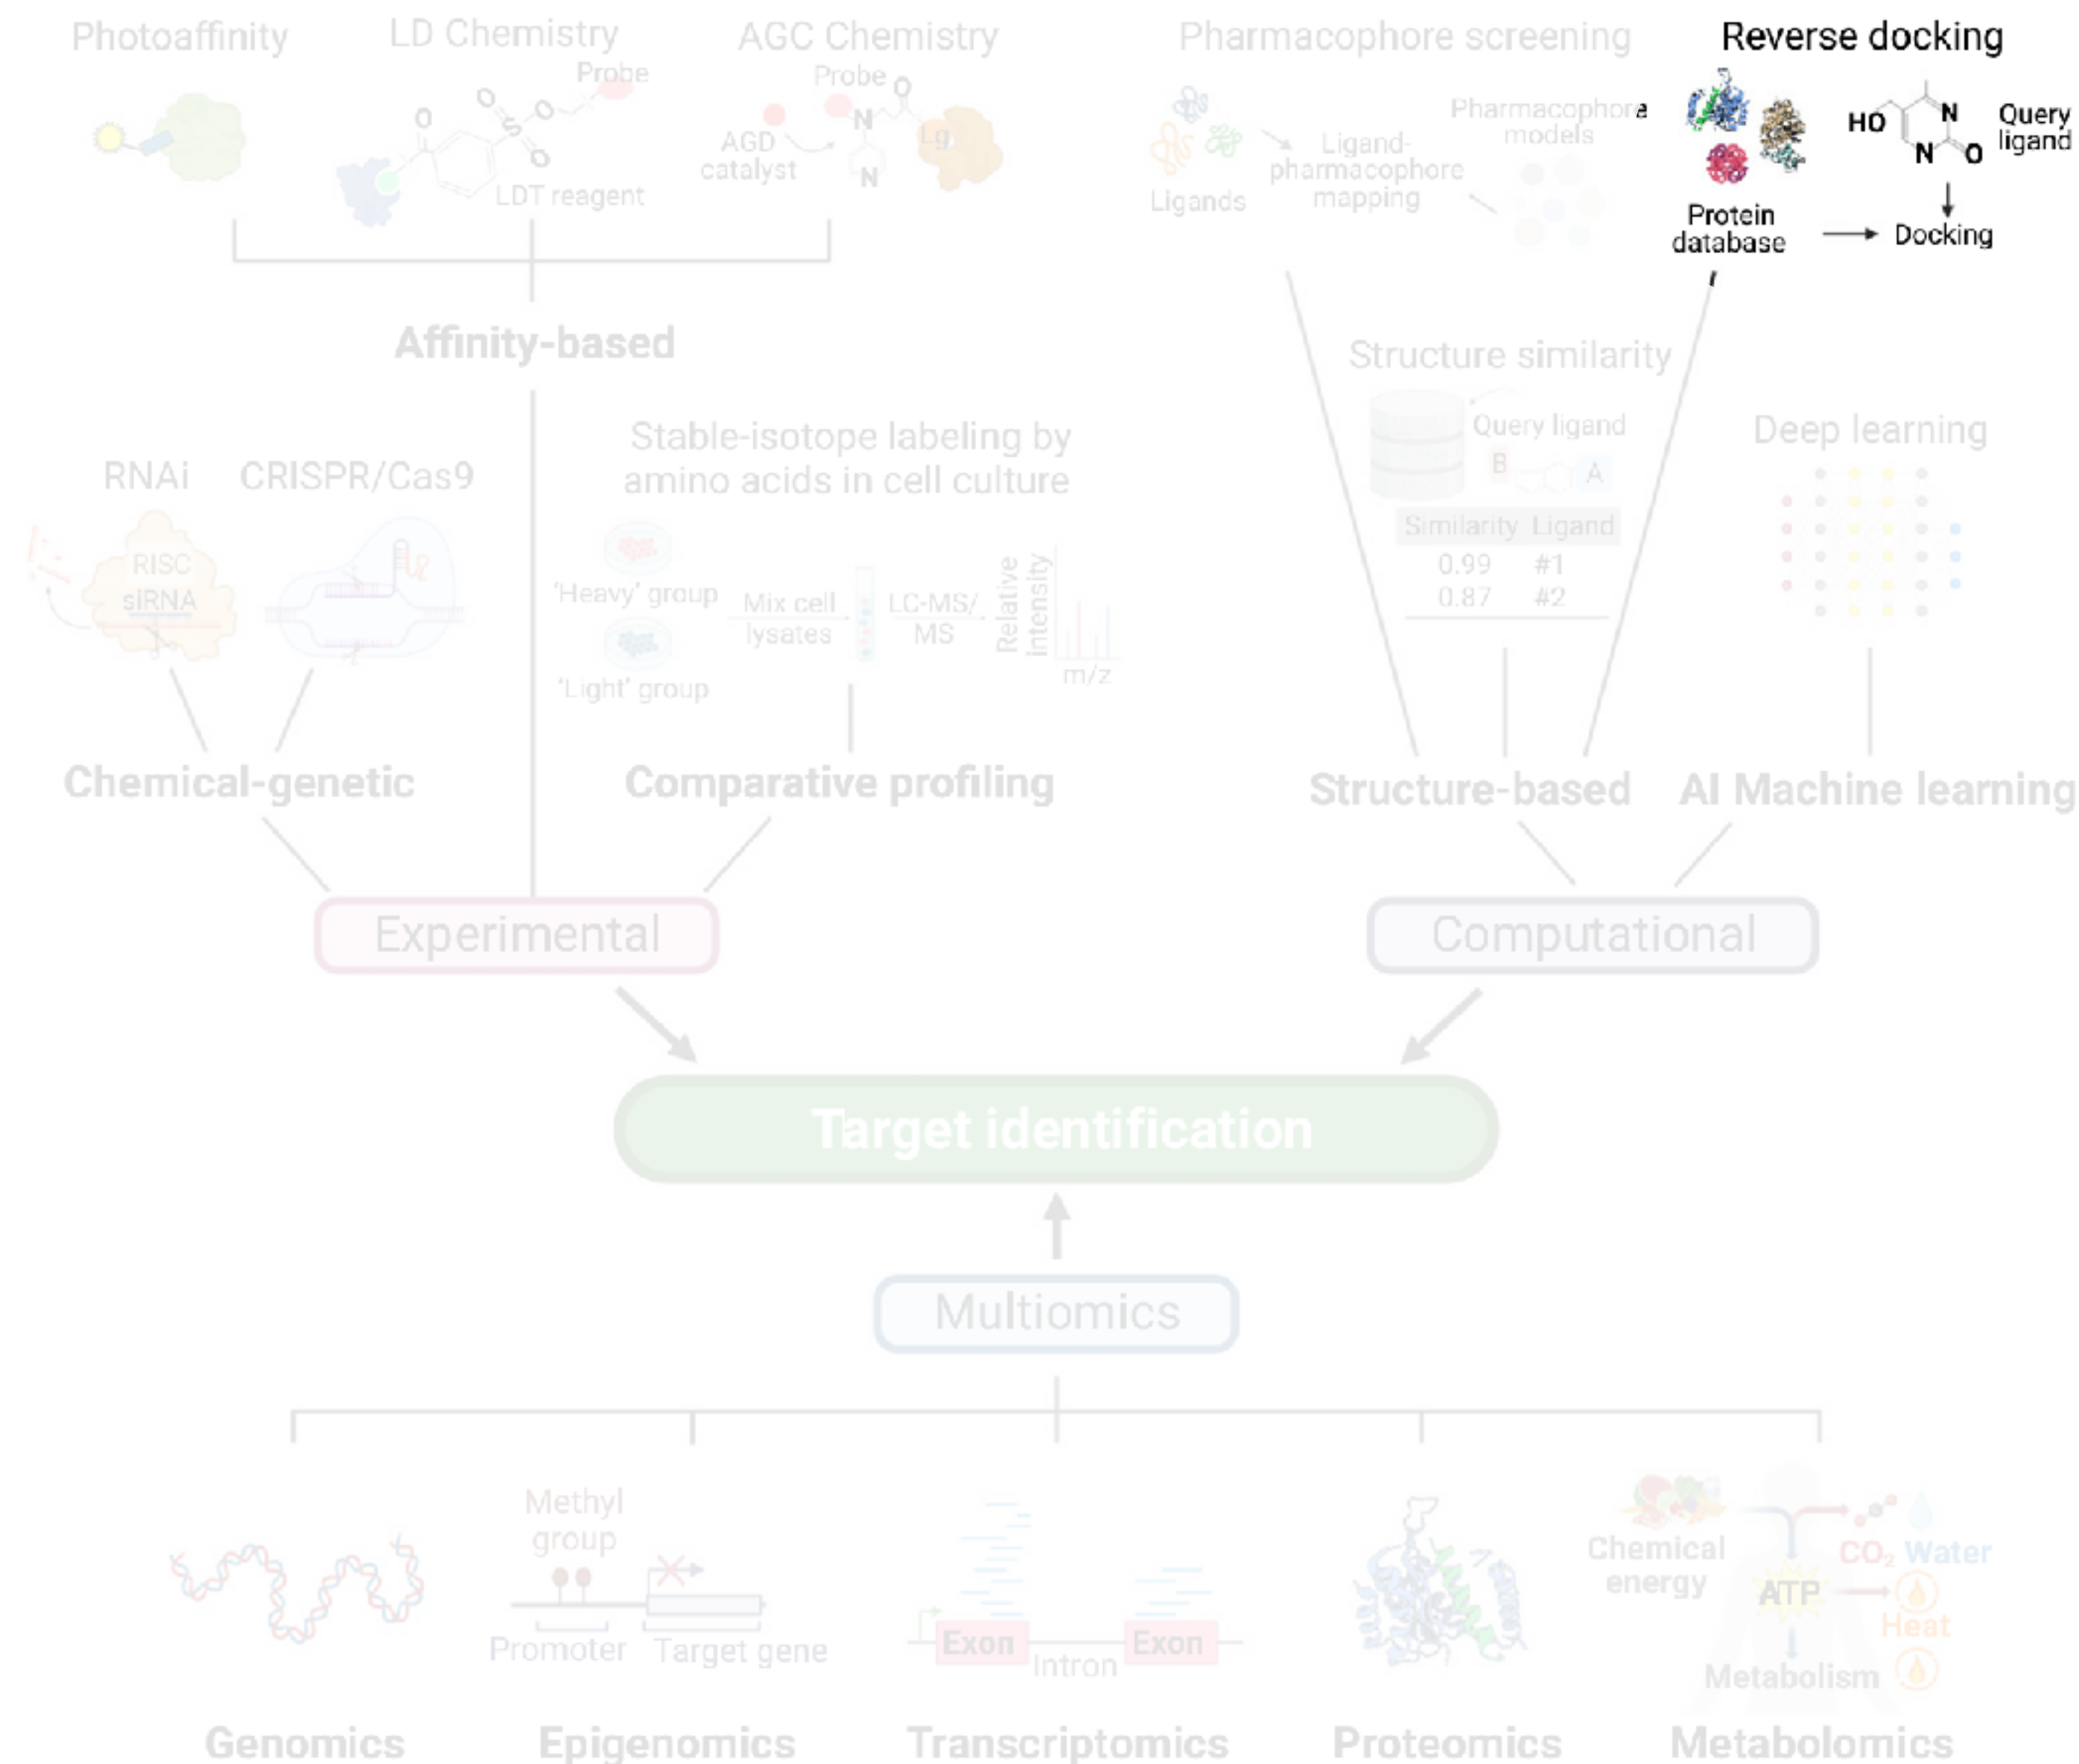 Photoaffinity
LD Chemistry
Probe
O
O
S
O
O
LDT reagent
AGC Chemistry
Probe
O
N
N
Lg
AGD
catalyst
Pharmacophore screening
Pharmacophore
models
Ligand-
pharmacophore
mapping
Ligands
Reverse docking
HO
N
N
O
Query
ligand
Protein
database
Docking
Affinity-based
Structure similarity
Query ligand
B
A
Similarity Ligand
0.99 #1
0.87 #2
Deep learning
RNAi
CRISPR/Cas9
RISC
siRNA
Stable-isotope labeling by
amino acids in cell culture
'Heavy' group
'Light' group
Mix cell
lysates
LC-MS/
MS
Relative
intensity
m/z
Chemical-genetic
Comparative profiling
Structure-based
AI Machine learning
Experimental
Computational
Target identification
Multiomics
Methyl
group
Promoter
Target gene
Exon
Intron
Exon
Chemical
energy
CO₂
Water
ATP
Heat
Metabolism
Genomics
Epigenomics
Transcriptomics
Proteomics
Metabolomics